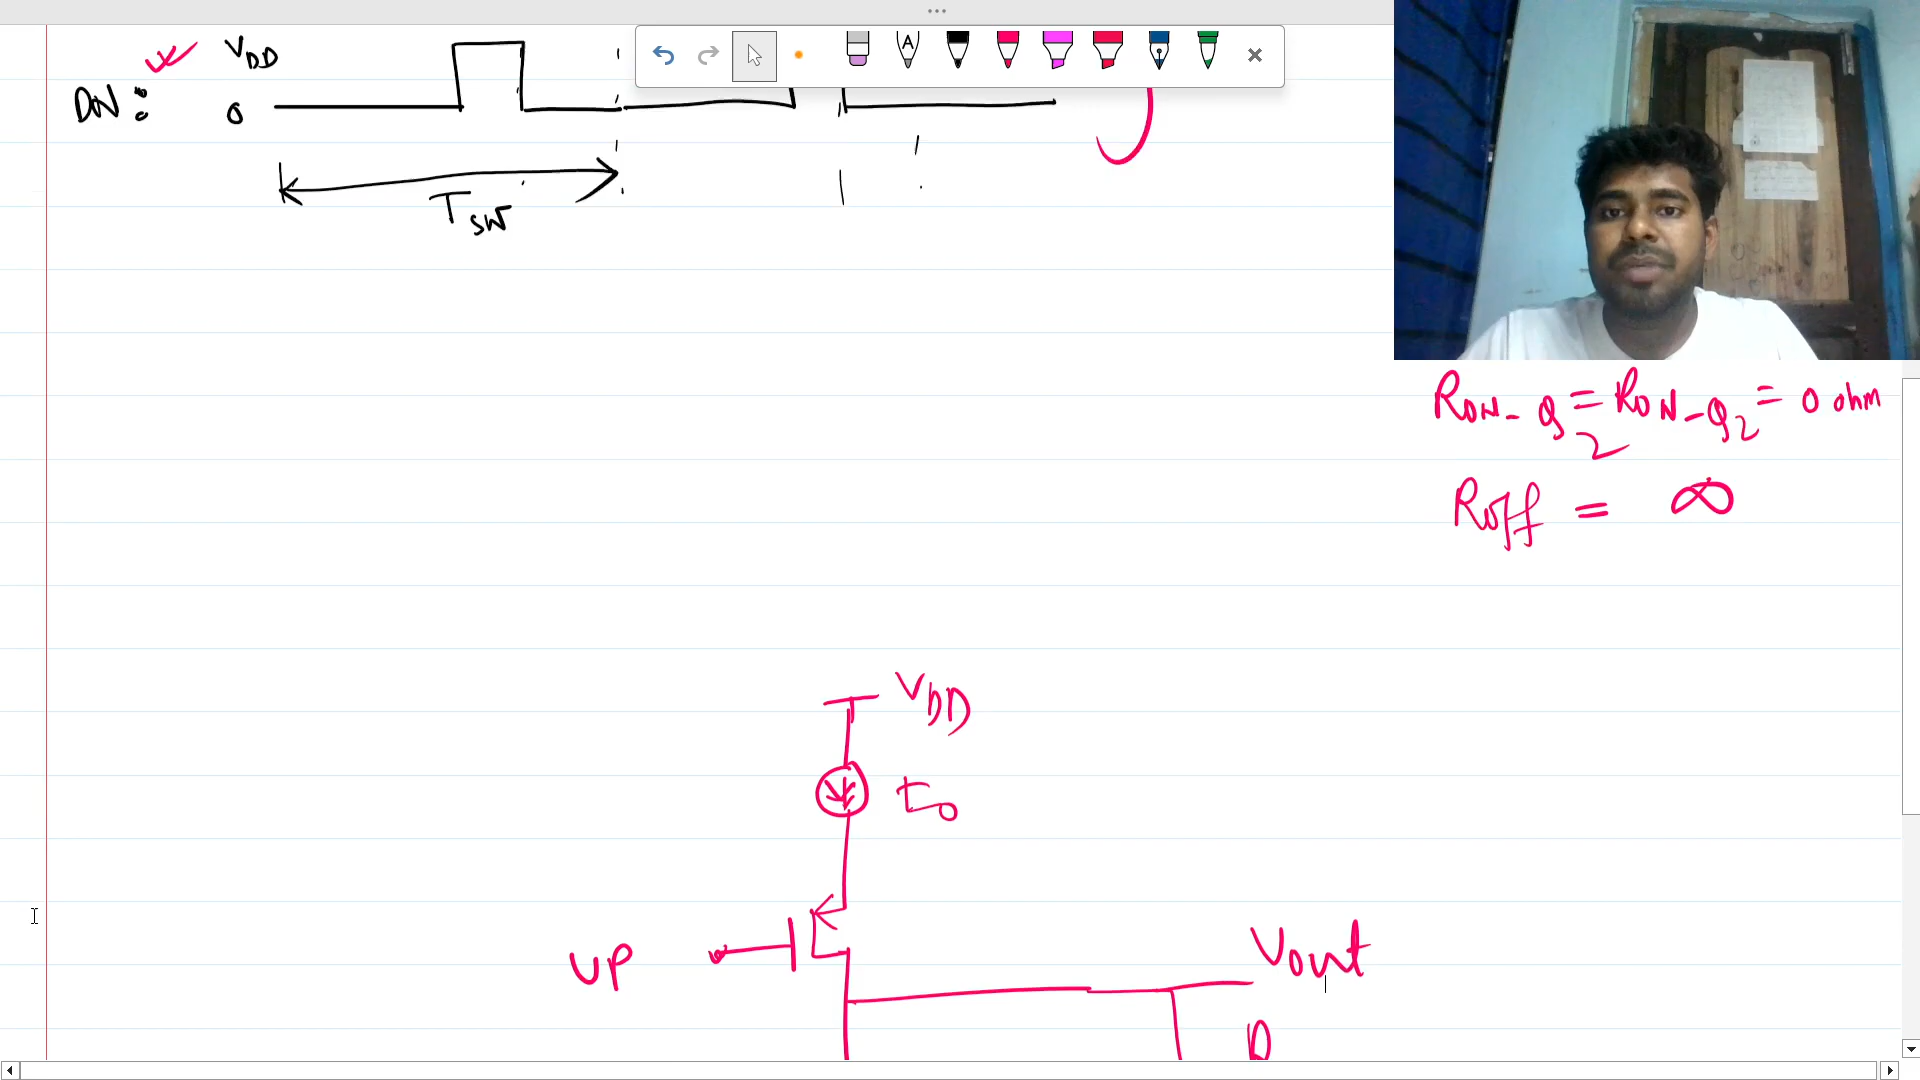 VDD
DN: 0
TSW
RON-Q2 = RON-Q2 = 0 ohm
Roff = ∞
VDD
I0
UP
Vout
R
A